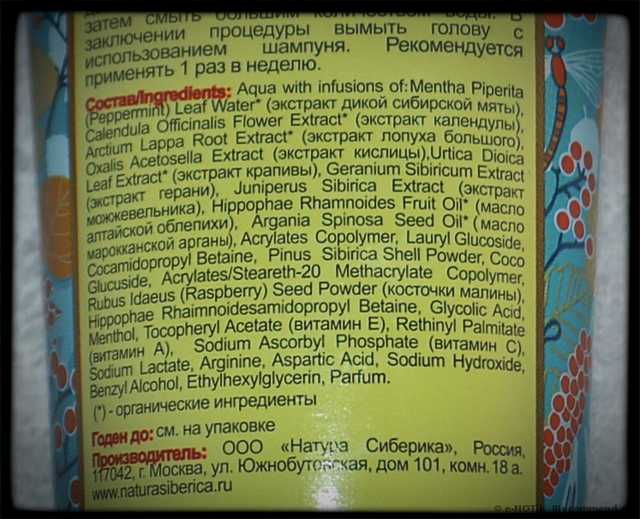 затем смыть большим количеством воды. В
заключении процедуры вымыть голову с
использованием шампуня. Рекомендуется
применять 1 раз в неделю.
Состав/Ingredients: Aqua with infusions of: Mentha Piperita
(Peppermint) Leaf Water* (экстракт дикой сибирской мяты),
Calendula Officinalis Flower Extract* (экстракт календулы),
Arctium Lappa Root Extract* (экстракт лопуха большого),
Oxalis Acetosella Extract (экстракт кислицы),Urtica Dioica
Leaf Extract* (экстракт крапивы), Geranium Sibiricum Extract
(экстракт герани), Juniperus Sibirica Extract (экстракт
можжевельника), Hippophae Rhamnoides Fruit Oil* (масло
алтайской облепихи), Argania Spinosa Seed Oil* (масло
марокканской арганы), Acrylates Copolymer, Lauryl Glucoside,
Cocamidopropyl Betaine, Pinus Sibirica Shell Powder, Coco
Glucuside, Acrylates/Steareth-20 Methacrylate Copolymer,
Rubus Idaeus (Raspberry) Seed Powder (косточки малины),
Hippophae Rhaimnoidesamidopropyl Betaine, Glycolic Acid,
Menthol, Tocopheryl Acetate (витамин Е), Rethinyl Palmitate
(витамин А), Sodium Ascorbyl Phosphate (витамин С),
Sodium Lactate, Arginine, Aspartic Acid, Sodium Hydroxide,
Benzyl Alcohol, Ethylhexylglycerin, Parfum.
(*) - органические ингредиенты
Годен до: см. на упаковке
Производитель: ООО «Натура Сиберика», Россия,
117042, г. Москва, ул. Южнобутовская, дом 101, комн. 18 а.
www.naturasiberica.ru